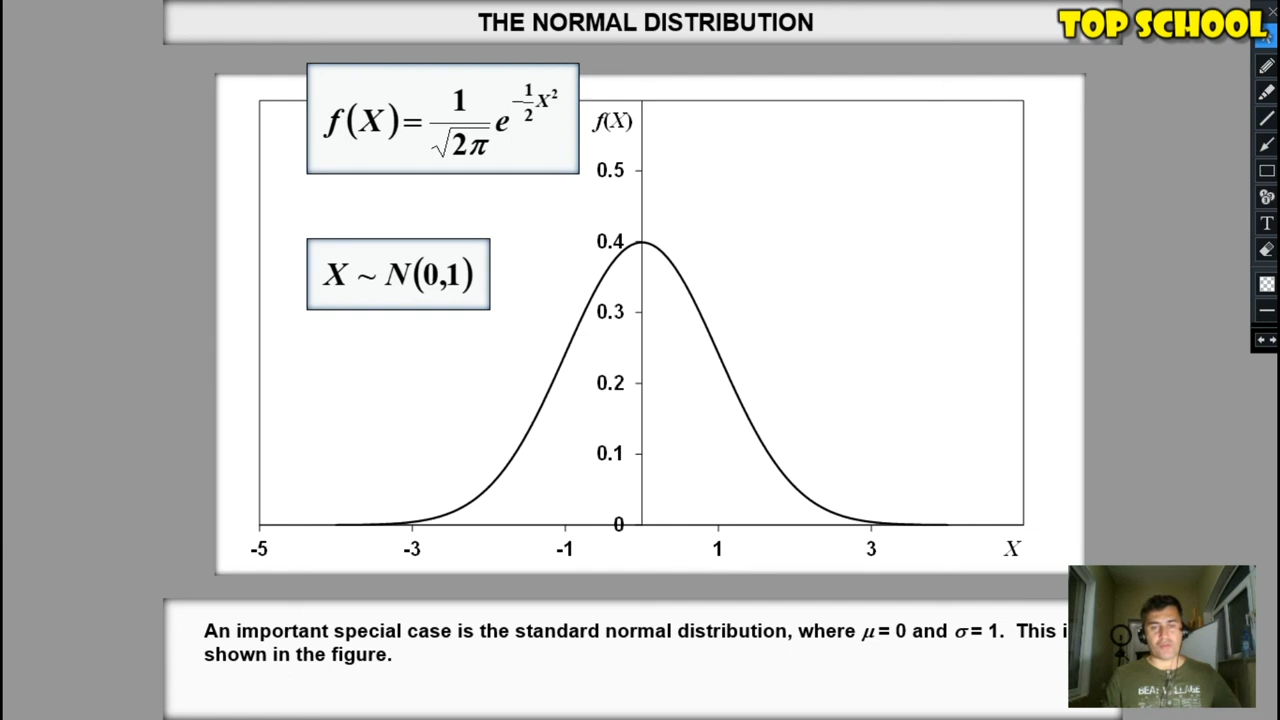 THE NORMAL DISTRIBUTION
TOP SCHOOL
f(X) = 1/√2π e^-1/2 X²
f(X)
0.5
X ~ N(0,1)
0.4
0.3
0.2
0.1
0
-5 -3 -1 1 3 X
T
An important special case is the standard normal distribution, where μ = 0 and σ = 1. This
shown in the figure.